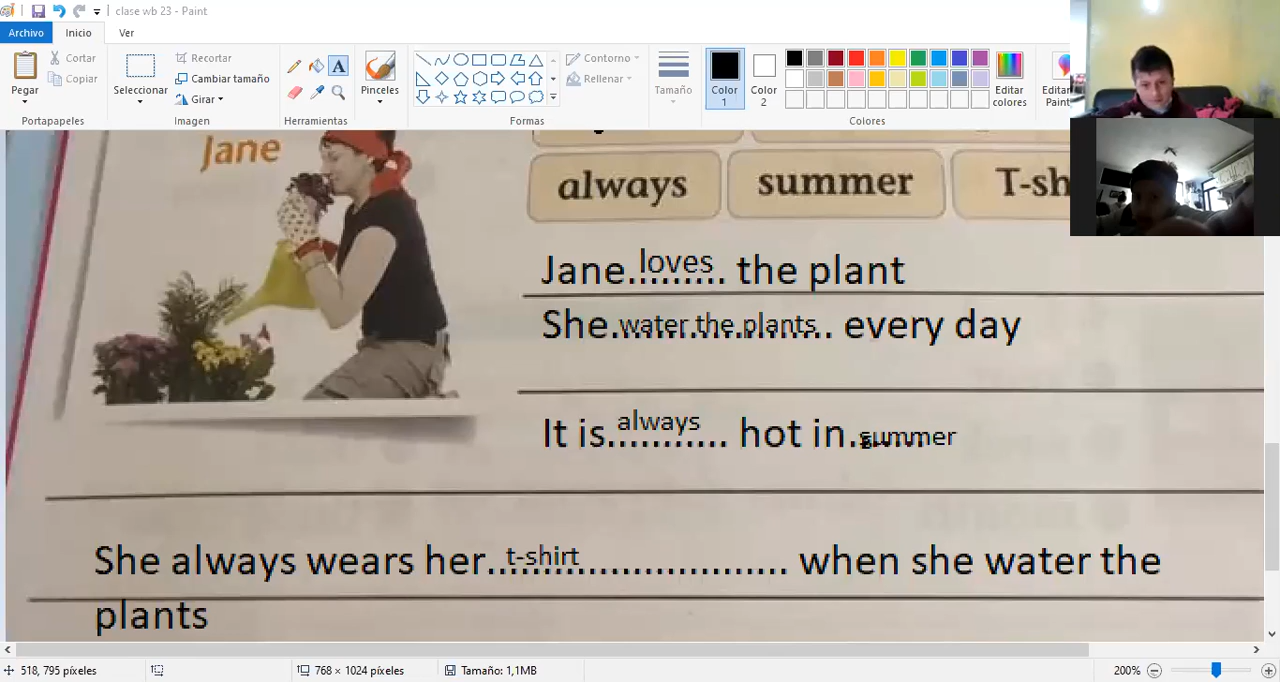 clase wb 23 - Paint
Archivo Inicio Ver
Pegar
Cortar
Copiar
Portapapeles
Seleccionar
Recortar
Cambiar tamaño
Girar
Imagen
A
Herramientas
Pinceles
Contorno
Rellenar
Formas
Tamaño
Color 1
Color 2
Editar colores
Colores
Editar
Paint
Jane
always summer T-sh
Jane.loves the plant
She.water the plants every day
It is.always hot in.summer
She always wears her.t-shirt when she water the
plants
518, 795 píxeles 768 × 1024 píxeles Tamaño: 1,1MB 200%